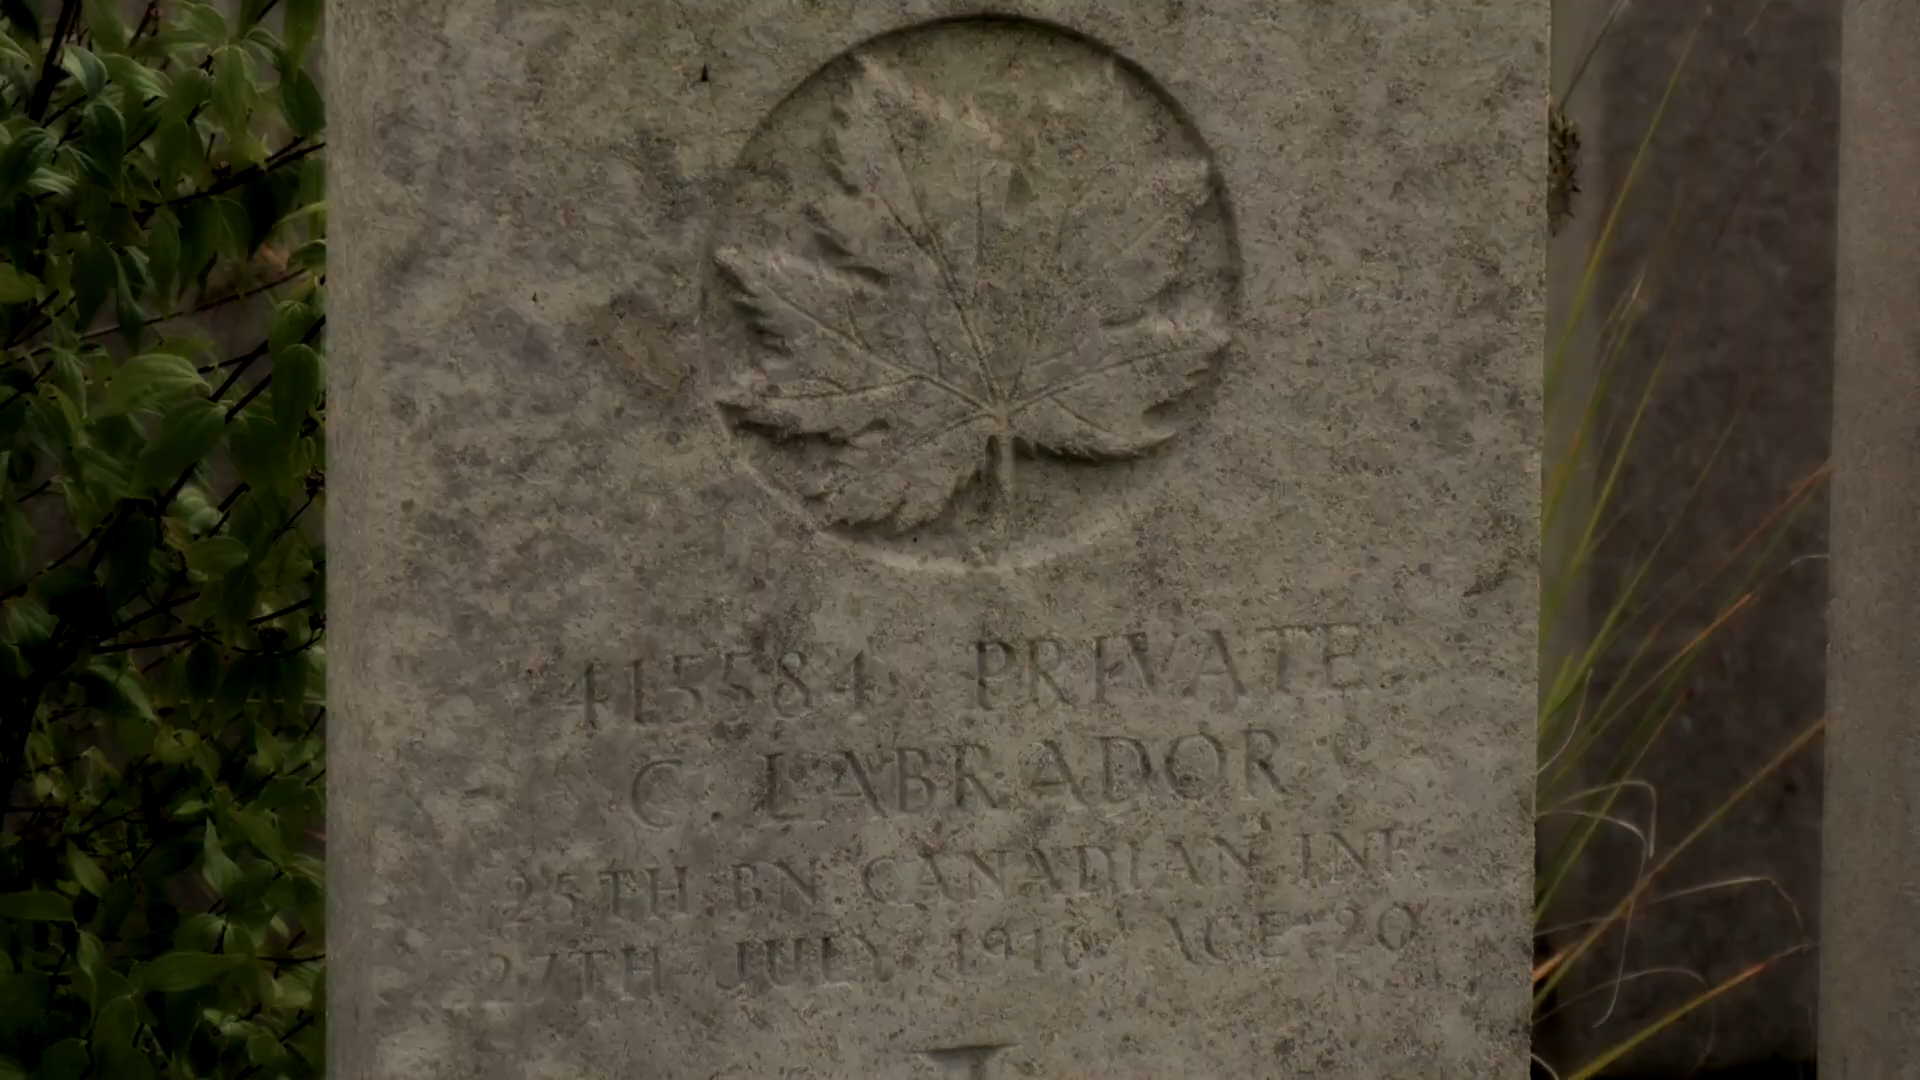 415584 PRIVATE
C. LABRADOR
25TH BN CANADIAN INF.
27TH JULY 1916 AGE 20